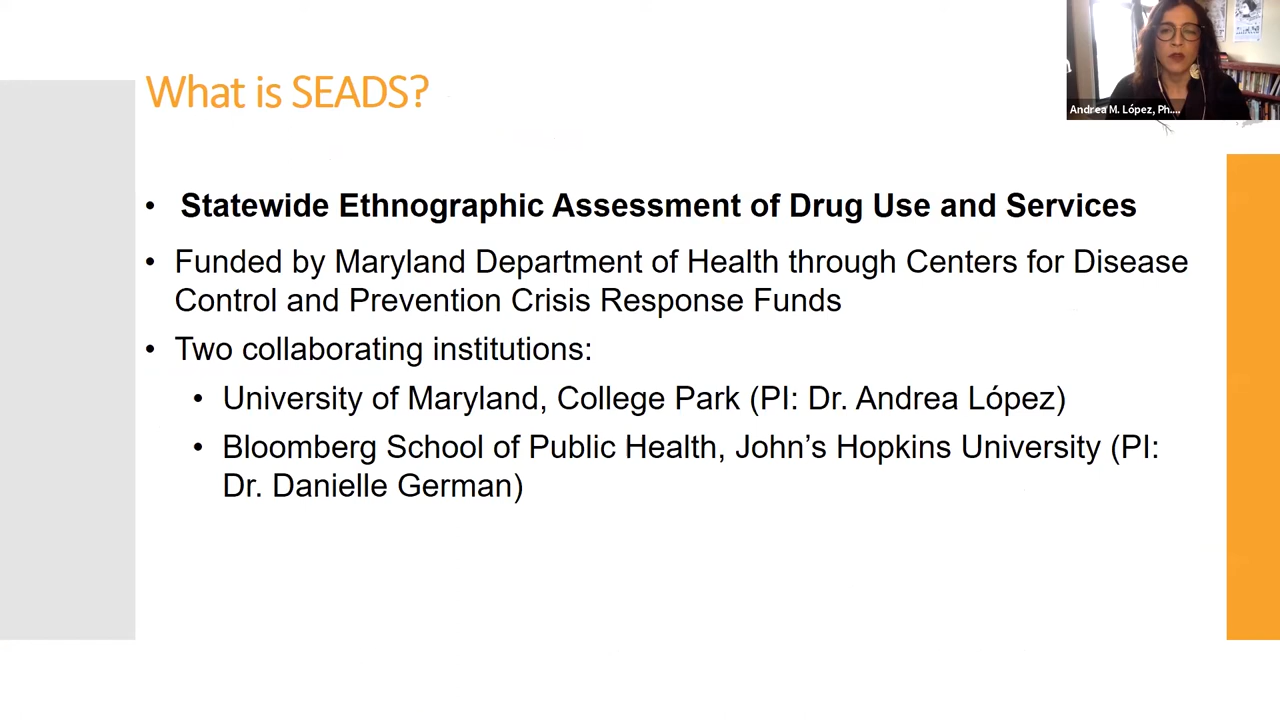 What is SEADS?
Andrea M. López, Ph....
• Statewide Ethnographic Assessment of Drug Use and Services
• Funded by Maryland Department of Health through Centers for Disease
Control and Prevention Crisis Response Funds
• Two collaborating institutions:
• University of Maryland, College Park (PI: Dr. Andrea López)
• Bloomberg School of Public Health, John’s Hopkins University (PI:
Dr. Danielle German)